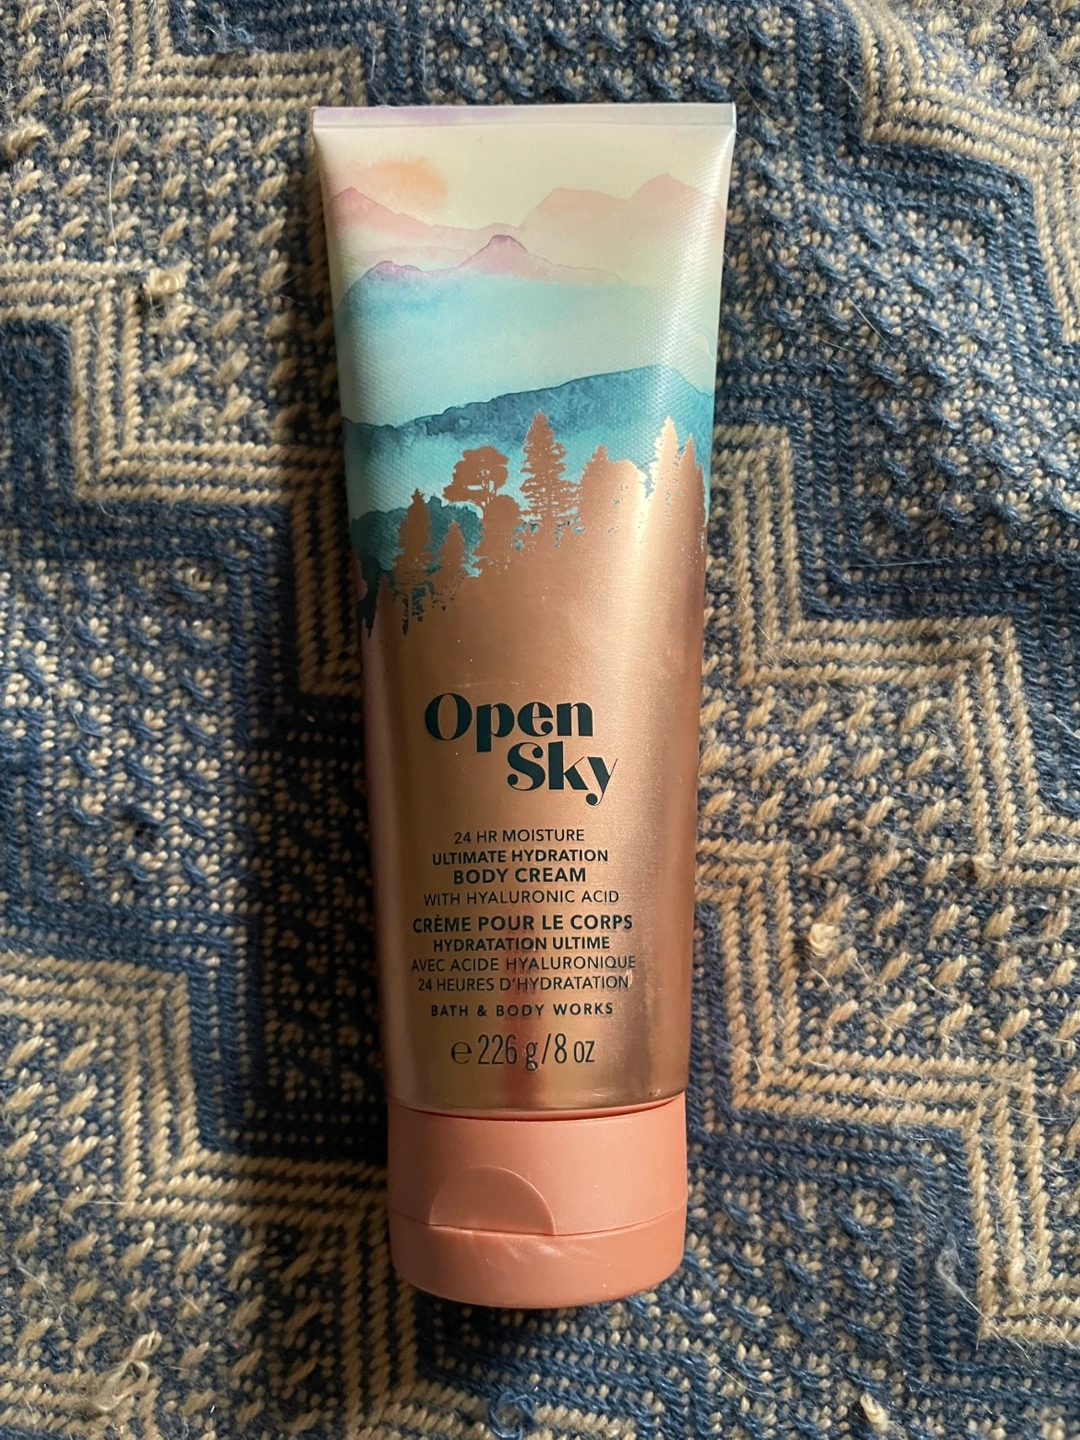 Open
Sky
24 HR MOISTURE
ULTIMATE HYDRATION
BODY CREAM
WITH HYALURONIC ACID
CRÈME POUR LE CORPS
HYDRATATION ULTIME
AVEC ACIDE HYALURONIQUE
24 HEURES D'HYDRATATION
BATH & BODY WORKS
℮ 226 g/8 oz